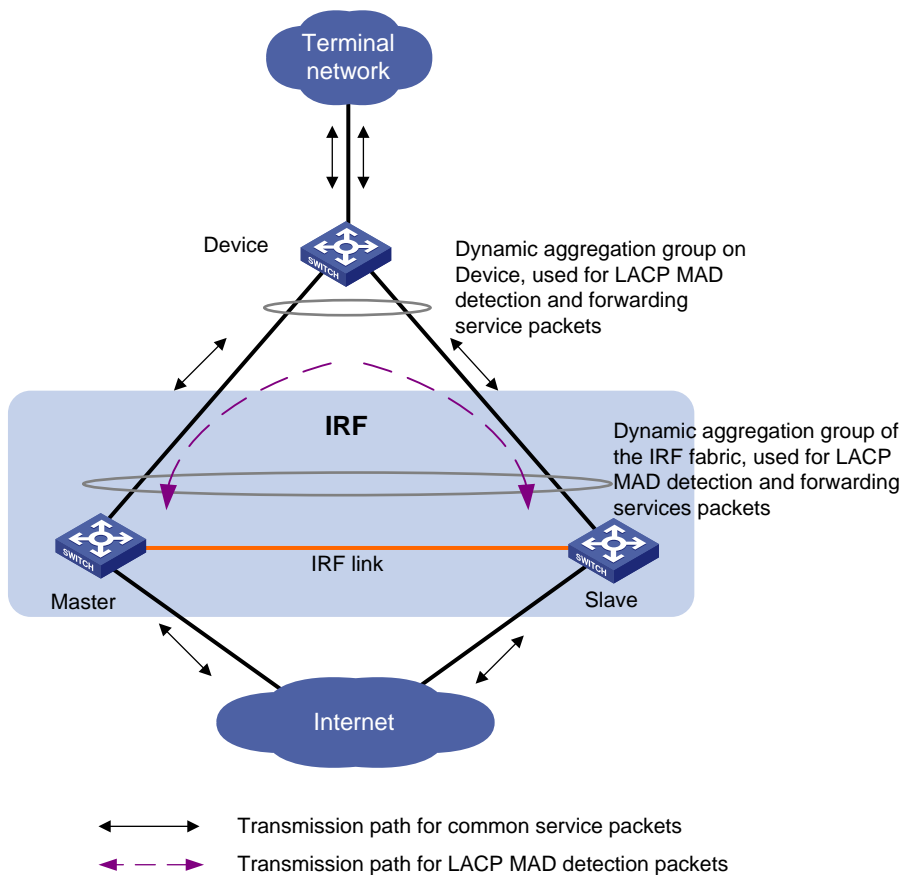 Terminal
network
Device
SWITCH
Dynamic aggregation group on
Device, used for LACP MAD
detection and forwarding
service packets
IRF
Dynamic aggregation group of
the IRF fabric, used for LACP
MAD detection and forwarding
services packets
SWITCH
SWITCH
IRF link
Master
Slave
Internet
Transmission path for common service packets
Transmission path for LACP MAD detection packets